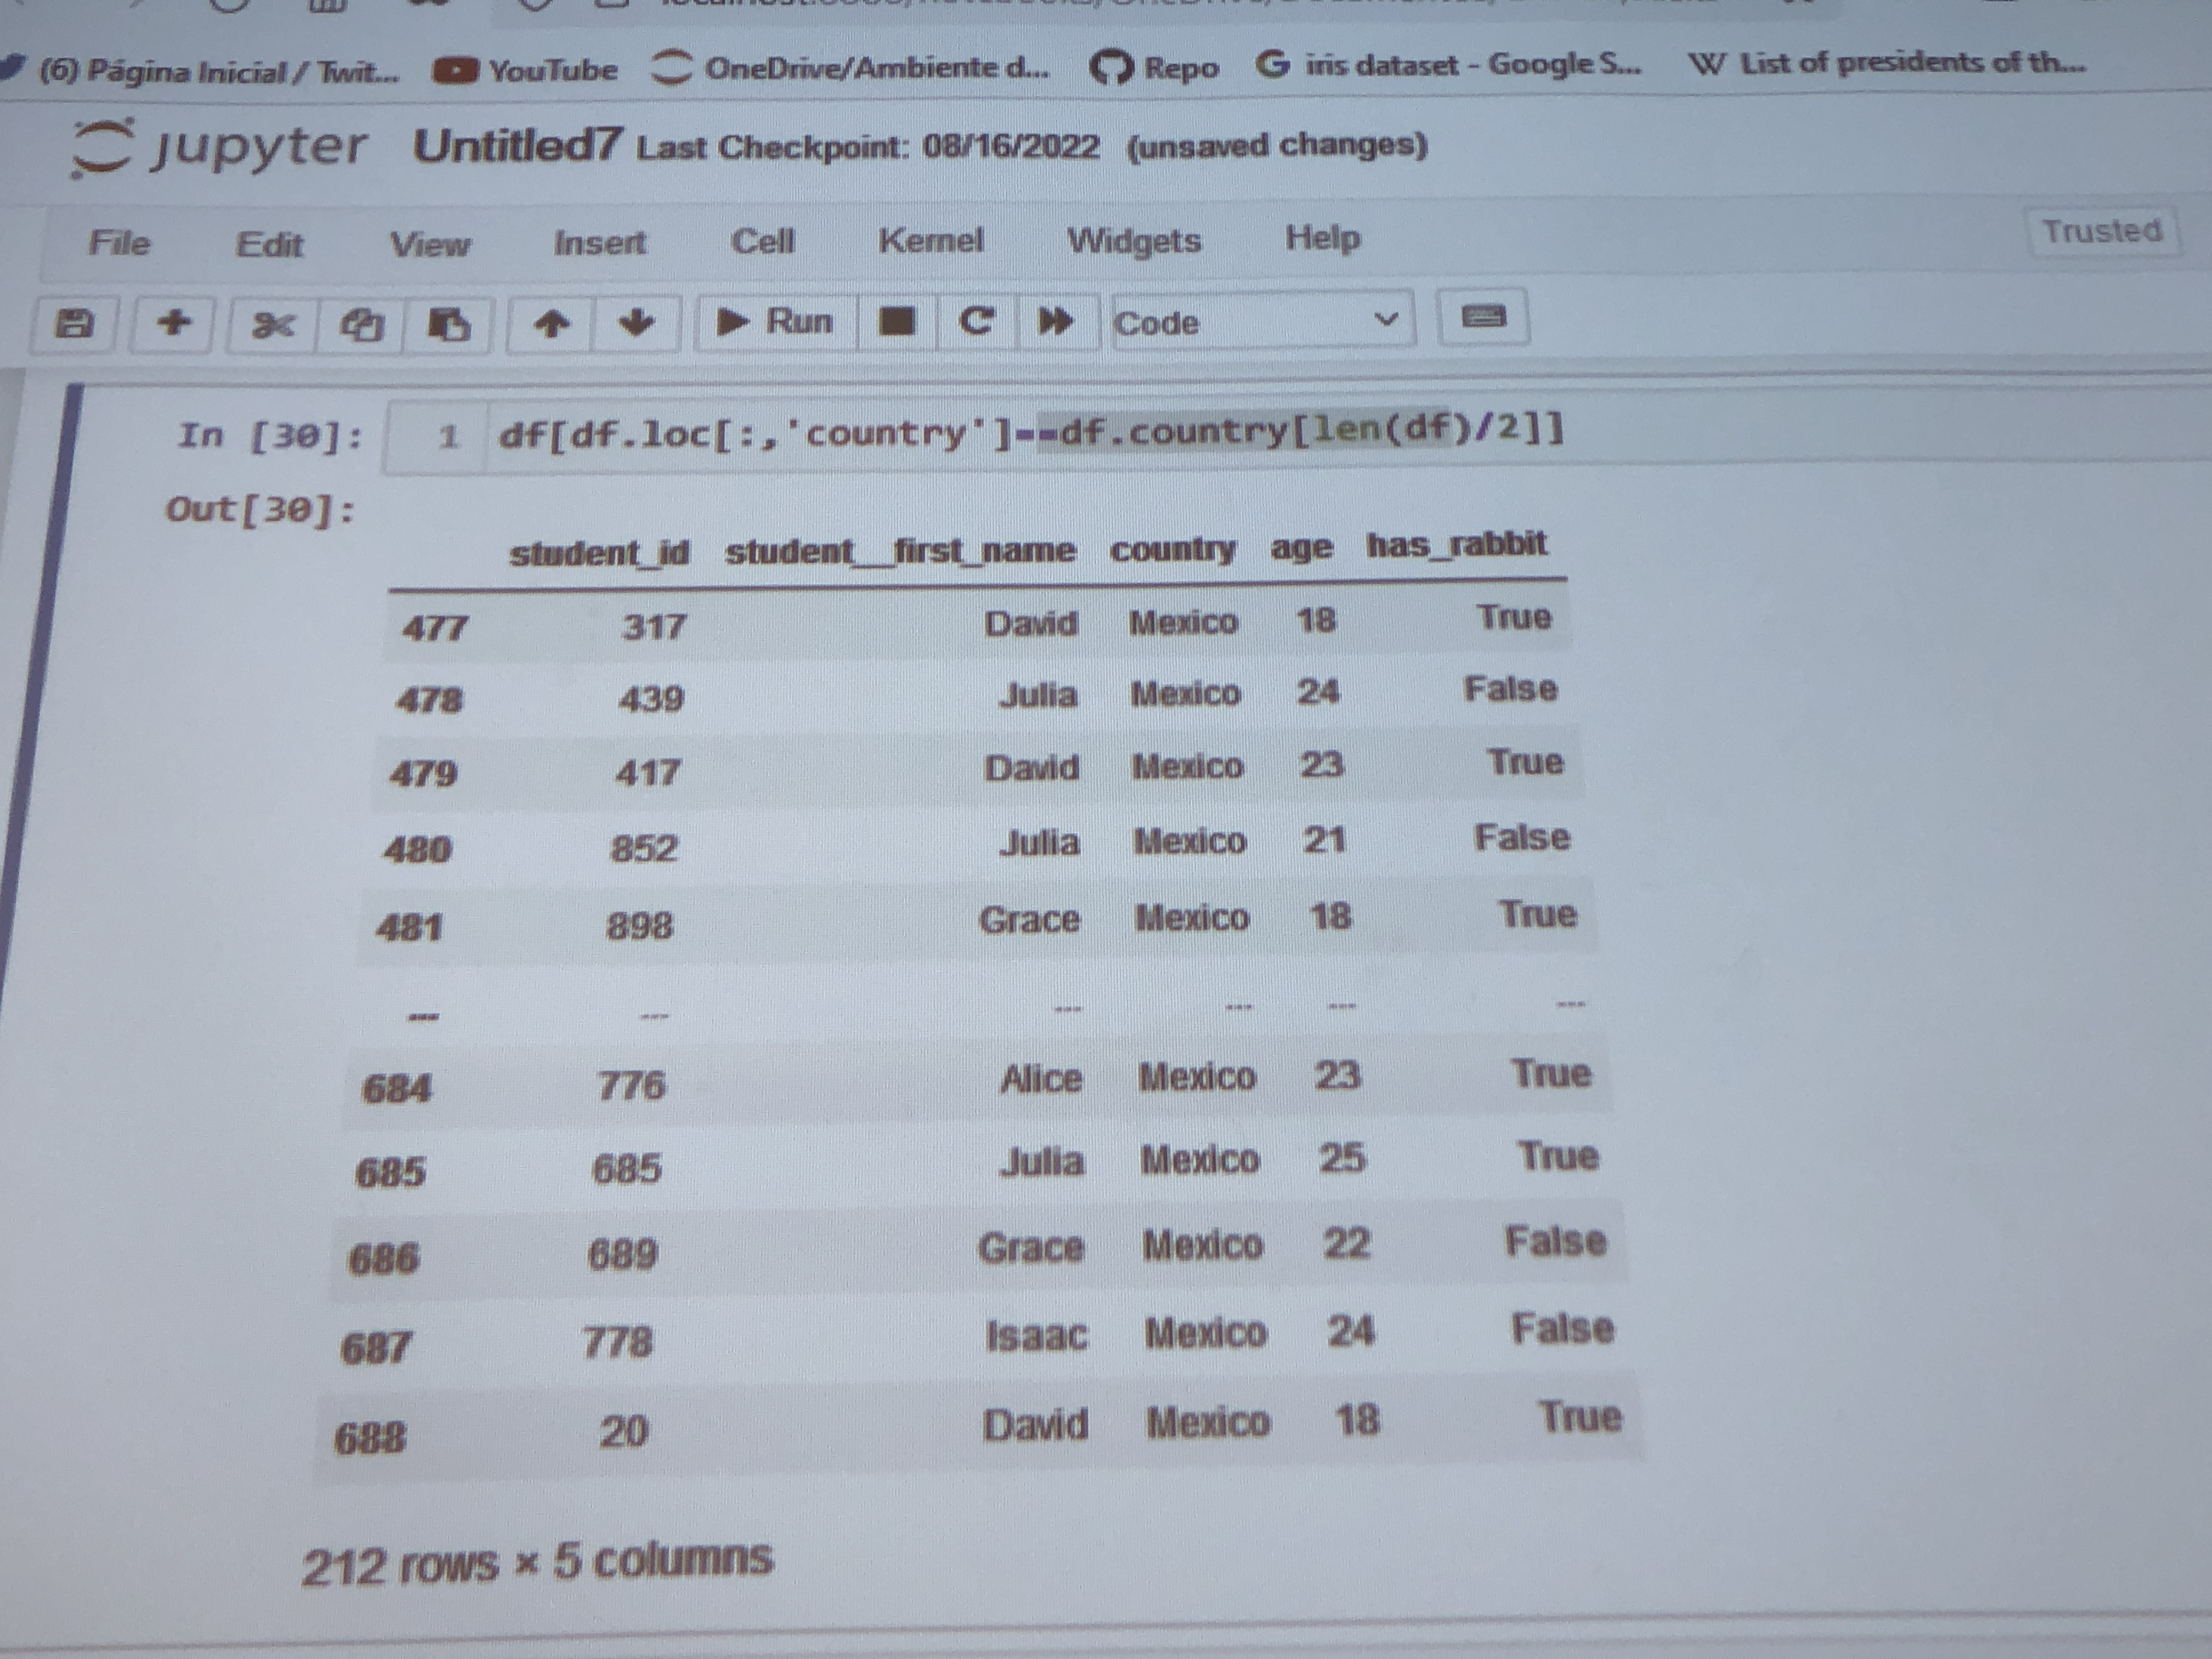 (6) Página Inicial / Twit... YouTube OneDrive/Ambiente d... Repo G iris dataset - Google S... W List of presidents of th...
jupyter Untitled7 Last Checkpoint: 08/16/2022 (unsaved changes)
File Edit View Insert Cell Kernel Widgets Help Trusted
Run Code
In [30]: 1 df[df.loc[:,'country']==df.country[len(df)/2]]
Out[30]:
student_id student__first_name country age has_rabbit
477 317 David Mexico 18 True
478 439 Julia Mexico 24 False
479 417 David Mexico 23 True
480 852 Julia Mexico 21 False
481 898 Grace Mexico 18 True
... ... ... ... ... ...
684 776 Alice Mexico 23 True
685 685 Julia Mexico 25 True
686 689 Grace Mexico 22 False
687 778 Isaac Mexico 24 False
688 20 David Mexico 18 True
212 rows × 5 columns